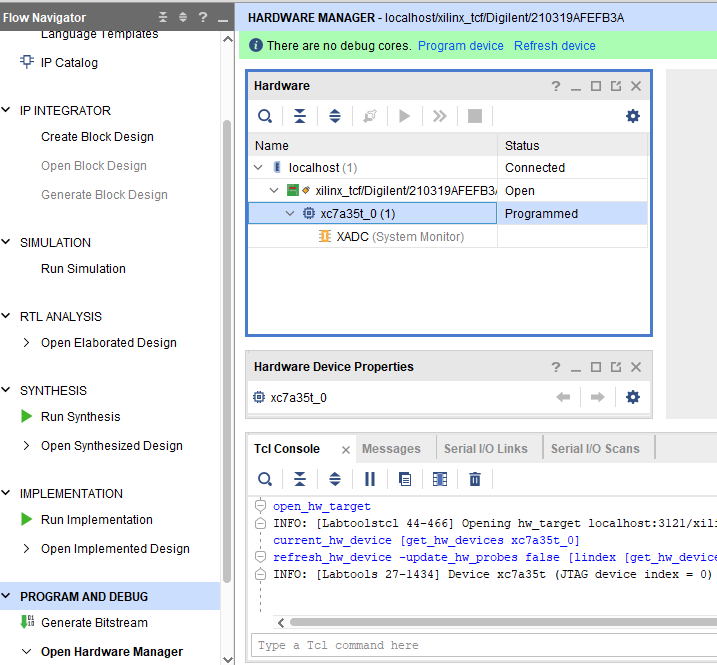 Flow Navigator
Language Templates
IP Catalog
IP INTEGRATOR
Create Block Design
Open Block Design
Generate Block Design
SIMULATION
Run Simulation
RTL ANALYSIS
Open Elaborated Design
SYNTHESIS
Run Synthesis
Open Synthesized Design
IMPLEMENTATION
Run Implementation
Open Implemented Design
PROGRAM AND DEBUG
Generate Bitstream
Open Hardware Manager
HARDWARE MANAGER - localhost/xilinx_tcf/Digilent/210319AFEFB3A
There are no debug cores. Program device Refresh device
Hardware
Name Status
localhost (1) Connected
xilinx_tcf/Digilent/210319AFEFB3A Open
xc7a35t_0 (1) Programmed
XADC (System Monitor)
Hardware Device Properties
xc7a35t_0
Tcl Console Messages Serial I/O Links Serial I/O Scans
open_hw_target
INFO: [Labtoolstcl 44-466] Opening hw_target localhost:3121/xili
current_hw_device [get_hw_devices xc7a35t_0]
refresh_hw_device -update_hw_probes false [lindex [get_hw_device
INFO: [Labtools 27-1434] Device xc7a35t (JTAG device index = 0)
Type a Tcl command here